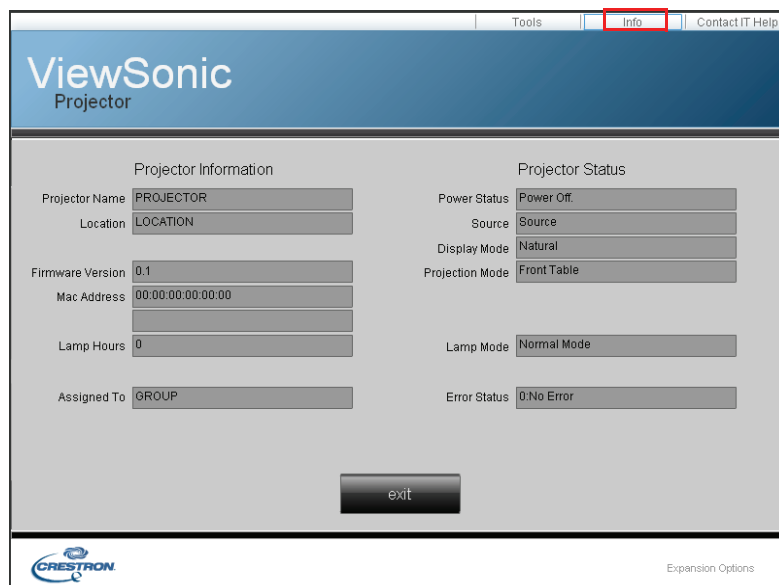 Tools Info Contact IT Help
ViewSonic
Projector
Projector Information
Projector Name PROJECTOR
Location LOCATION
Firmware Version 0.1
Mac Address 00:00:00:00:00:00
Lamp Hours 0
Assigned To GROUP
Projector Status
Power Status Power Off.
Source Source
Display Mode Natural
Projection Mode Front Table
Lamp Mode Normal Mode
Error Status 0:No Error
exit
CRESTRON
Expansion Options